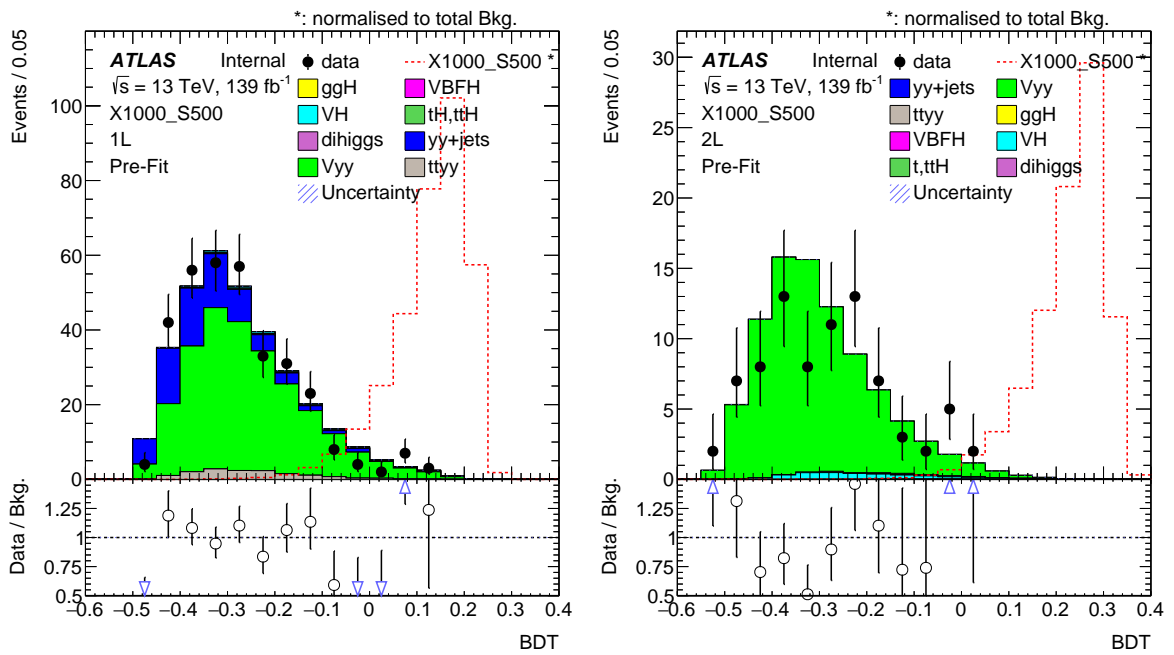 *: normalised to total Bkg.
Events / 0.05
ATLAS Internal
√s = 13 TeV, 139 fb⁻¹
X1000_S500
1L
Pre-Fit
data
X1000_S500 *
ggH
VBFH
VH
tH,ttH
dihiggs
yy+jets
Vyy
ttyy
Uncertainty
100
80
60
40
20
0
Data / Bkg.
1.25
1
0.75
0.5
−0.6 −0.5 −0.4 −0.3 −0.2 −0.1 0 0.1 0.2 0.3 0.4
BDT
*: normalised to total Bkg.
Events / 0.05
ATLAS Internal
√s = 13 TeV, 139 fb⁻¹
X1000_S500
2L
Pre-Fit
data
X1000_S500 *
yy+jets
Vyy
ttyy
ggH
VBFH
VH
t,ttH
dihiggs
Uncertainty
30
25
20
15
10
5
0
Data / Bkg.
1.25
1
0.75
0.5
−0.6 −0.5 −0.4 −0.3 −0.2 −0.1 0 0.1 0.2 0.3 0.4
BDT